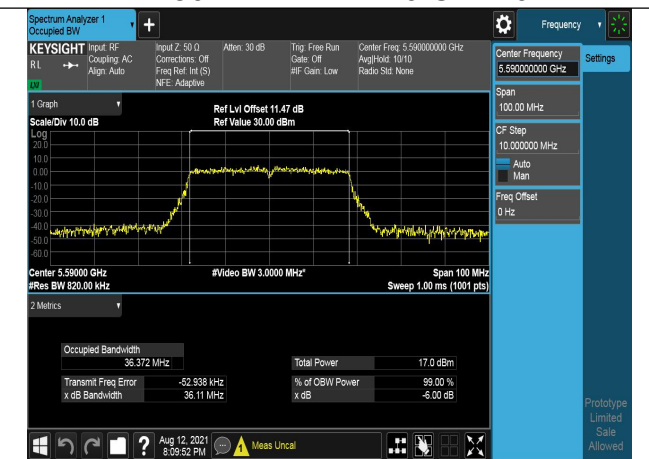 Spectrum Analyzer 1
Occupied BW
+
Frequency
KEYSIGHT
RL
LXI
Input: RF
Coupling: AC
Align: Auto
Input Z: 50 Ω
Corrections: Off
Freq Ref: Int (S)
NFE: Adaptive
Atten: 30 dB
Trig: Free Run
Gate: Off
#IF Gain: Low
Center Freq: 5.590000000 GHz
Avg|Hold: 10/10
Radio Std: None
Center Frequency
5.590000000 GHz
Settings
Span
100.00 MHz
CF Step
10.000000 MHz
Auto
Man
Freq Offset
0 Hz
1 Graph
Scale/Div 10.0 dB
Ref Lvl Offset 11.47 dB
Ref Value 30.00 dBm
Log
20.0
10.0
0.00
-10.0
-20.0
-30.0
-40.0
-50.0
-60.0
Center 5.59000 GHz
#Video BW 3.0000 MHz*
Span 100 MHz
#Res BW 820.00 kHz
Sweep 1.00 ms (1001 pts)
2 Metrics
Occupied Bandwidth
36.372 MHz
Total Power 17.0 dBm
Transmit Freq Error -52.938 kHz
% of OBW Power 99.00 %
x dB Bandwidth 36.11 MHz
x dB -6.00 dB
Prototype
Limited
Sale
Allowed
?
Aug 12, 2021
8:09:52 PM
1
Meas Uncal